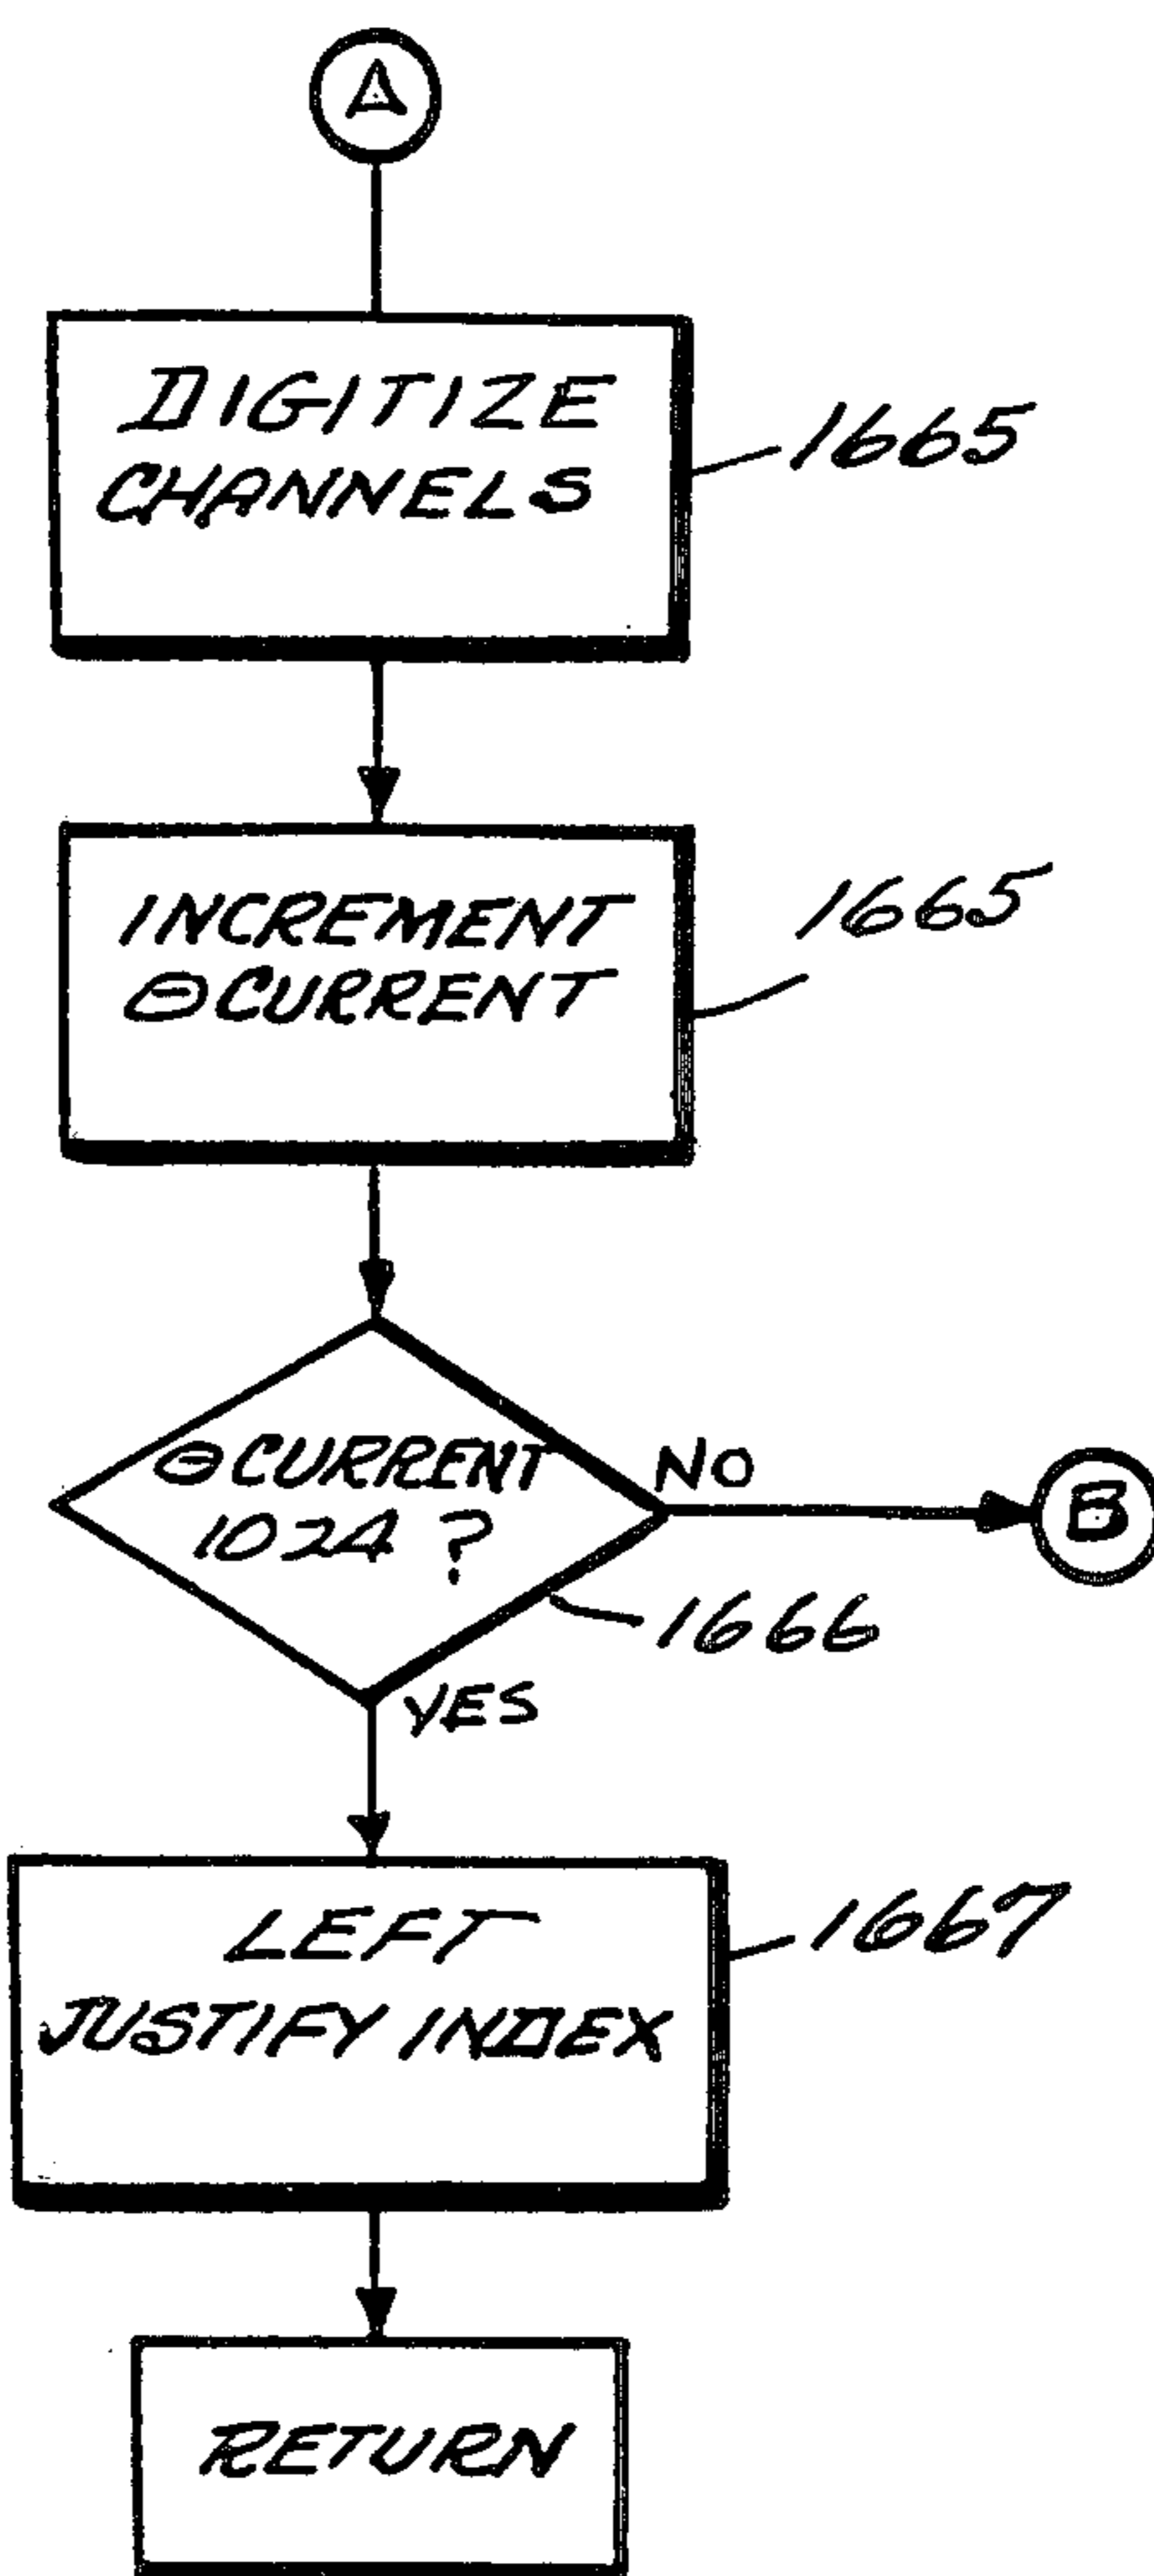 A
DIGITIZE
CHANNELS
1665
INCREMENT
ΘCURRENT
1665
ΘCURRENT
1024 ?
NO
B
1666
YES
LEFT
JUSTIFY INDEX
1667
RETURN